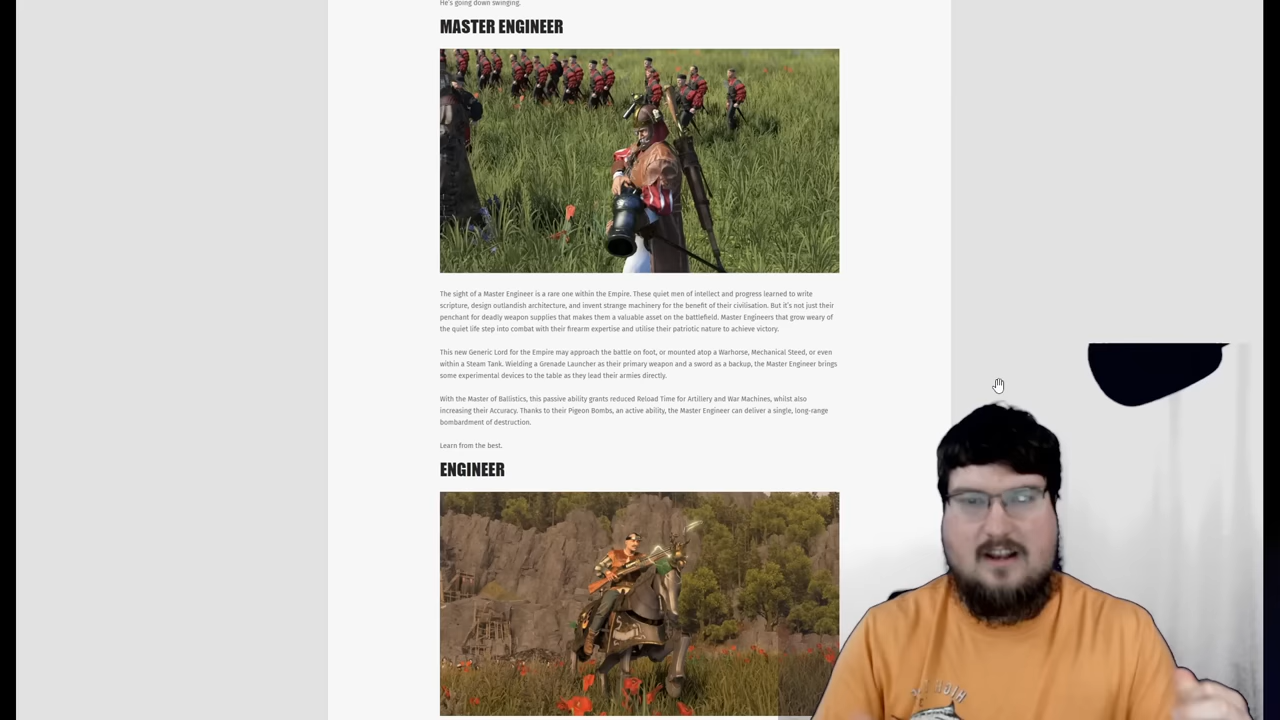 He's going down swinging.
MASTER ENGINEER
The sight of a Master Engineer is a rare one within the Empire. These quiet men of intellect and progress learned to write
scripture, design outlandish architecture, and invent strange machinery for the benefit of their civilisation. But it's not just their
penchant for deadly weapon supplies that makes them a valuable asset on the battlefield. Master Engineers that grow weary of
the quiet life step into combat with their firearm expertise and utilise their patriotic nature to achieve victory.
This new Generic Lord for the Empire may approach the battle on foot, or mounted atop a Warhorse, Mechanical Steed, or even
within a Steam Tank. Wielding a Grenade Launcher as their primary weapon and a sword as a backup, the Master Engineer brings
some experimental devices to the table as they lead their armies directly.
With the Master of Ballistics, this passive ability grants reduced Reload Time for Artillery and War Machines, whilst also
increasing their Accuracy. Thanks to their Pigeon Bombs, an active ability, the Master Engineer can deliver a single, long-range
bombardment of destruction.
Learn from the best.
ENGINEER